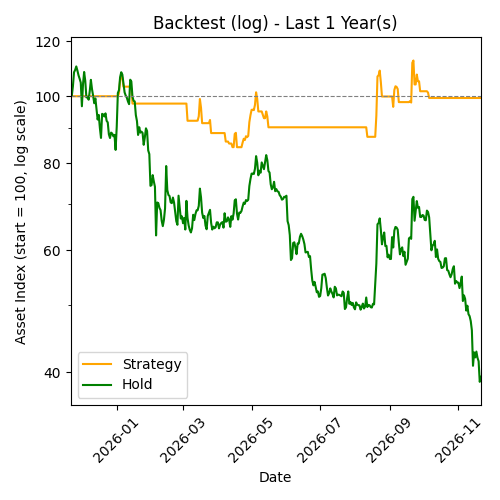 Backtest (log) - Last 1 Year(s)
Asset Index (start = 100, log scale)
120
100
80
60
40
Strategy
Hold
2026-01
2026-03
2026-05
2026-07
2026-09
2026-11
Date